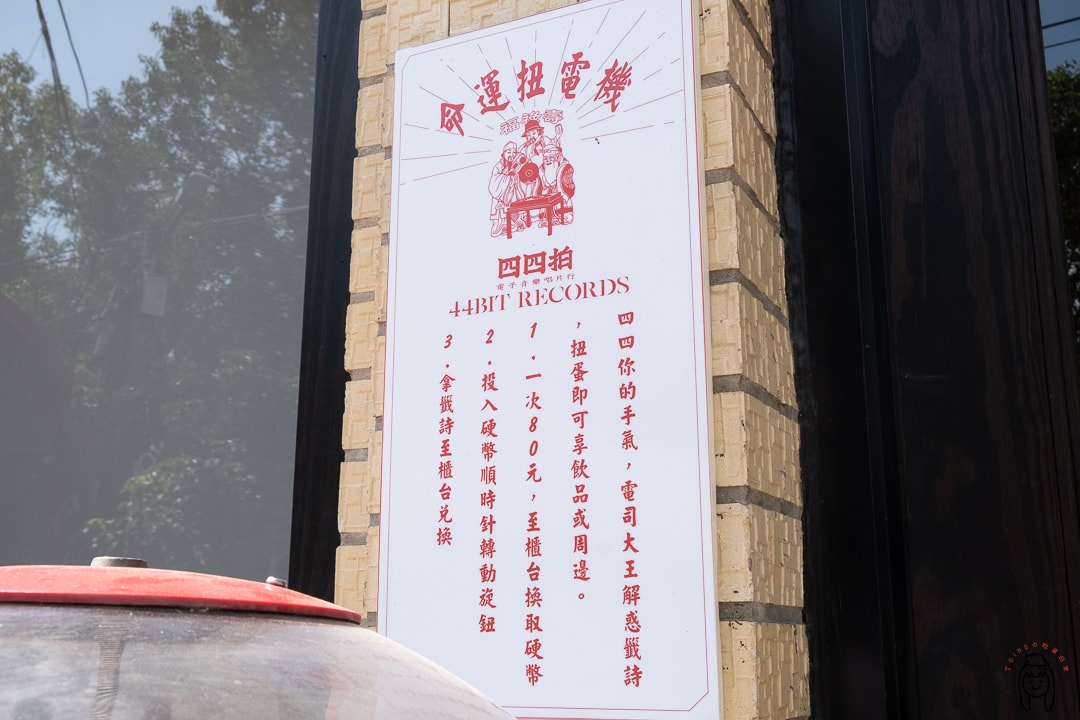 命運扭電機
福祿壽
四四拍
電子音樂唱片行
44BIT RECORDS
四四你的手氣，電司大王解惑籤詩
，扭蛋即可享飲品或周邊。
1.一次80元，至櫃台換取硬幣
2.投入硬幣順時針轉動旋鈕
3.拿籤詩至櫃台兌換